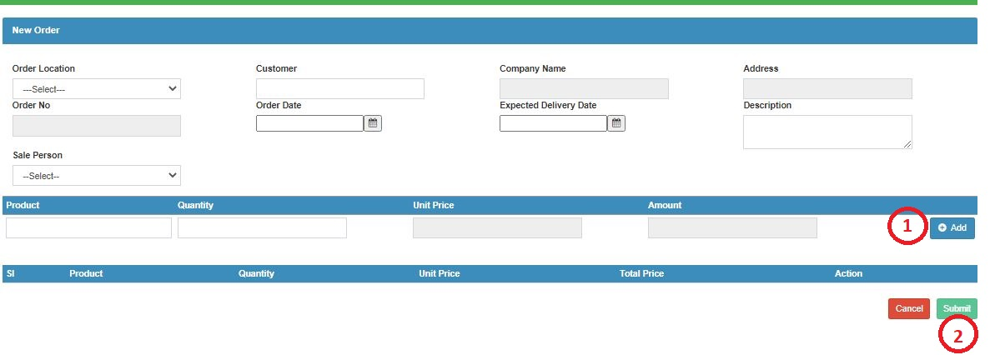 New Order
Order Location Customer Company Name Address
---Select---
Order No Order Date Expected Delivery Date Description
Sale Person
--Select--
Product Quantity Unit Price Amount
1 Add
Sl Product Quantity Unit Price Total Price Action
Cancel Submit
2